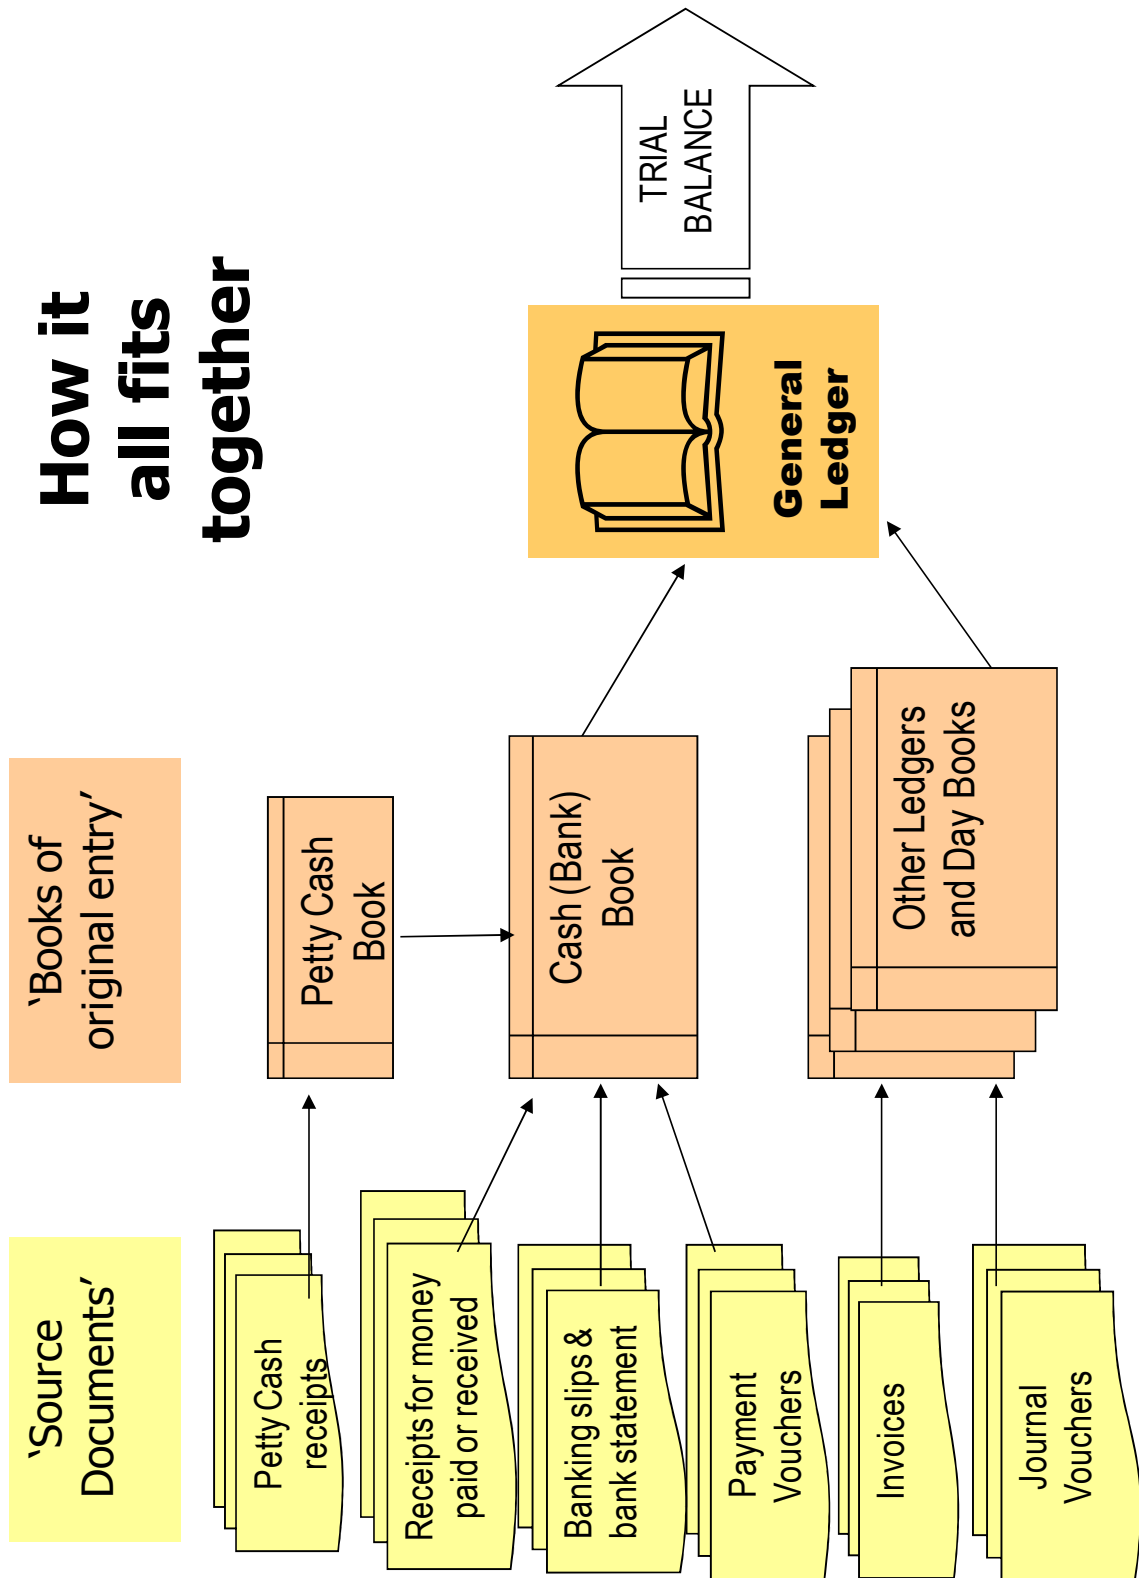 How it
all fits
together
‘Source
Documents’
‘Books of
original entry’
Petty Cash
receipts
Receipts for money
paid or received
Banking slips &
bank statement
Payment
Vouchers
Invoices
Journal
Vouchers
Petty Cash
Book
Cash (Bank)
Book
Other Ledgers
and Day Books
General
Ledger
TRIAL
BALANCE